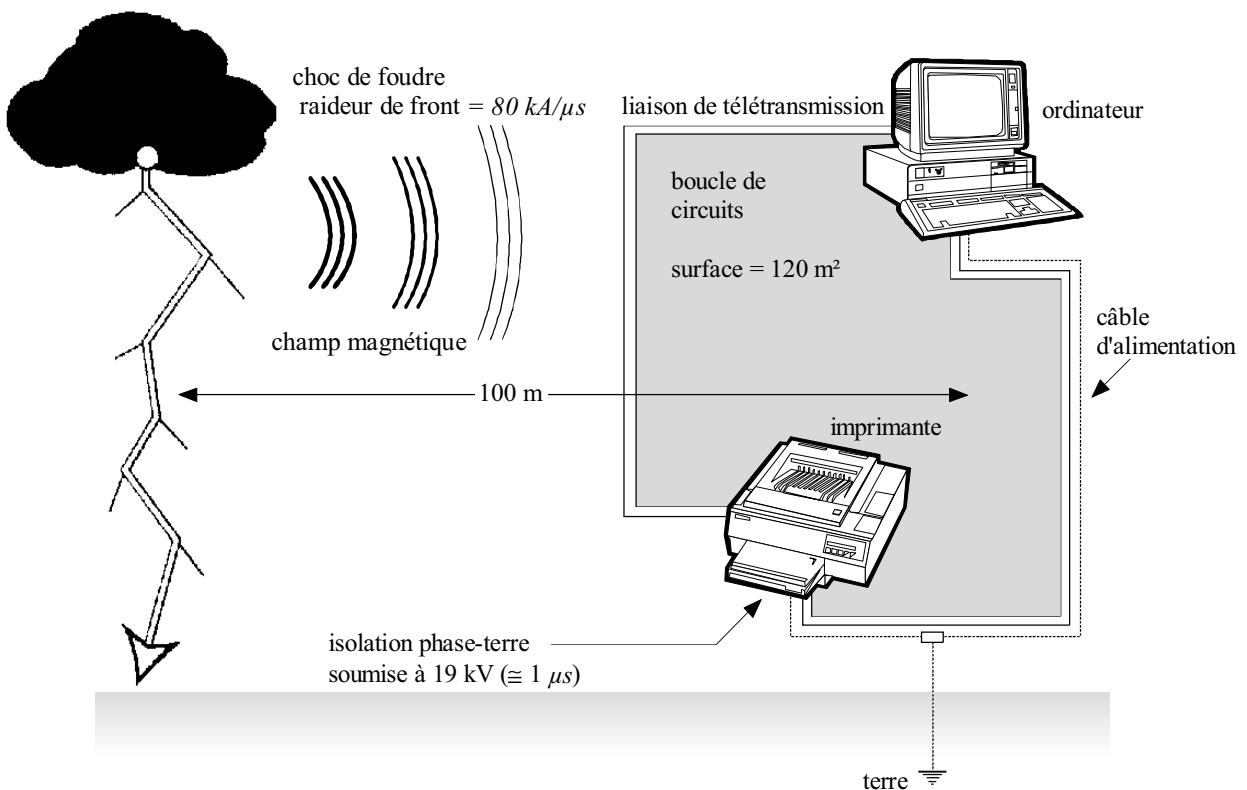 choc de foudre
raideur de front = 80 kA/µs
liaison de télétransmission
ordinateur
boucle de
circuits
surface = 120 m²
champ magnétique
câble
d'alimentation
100 m
imprimante
isolation phase-terre
soumise à 19 kV (≅ 1 µs)
terre